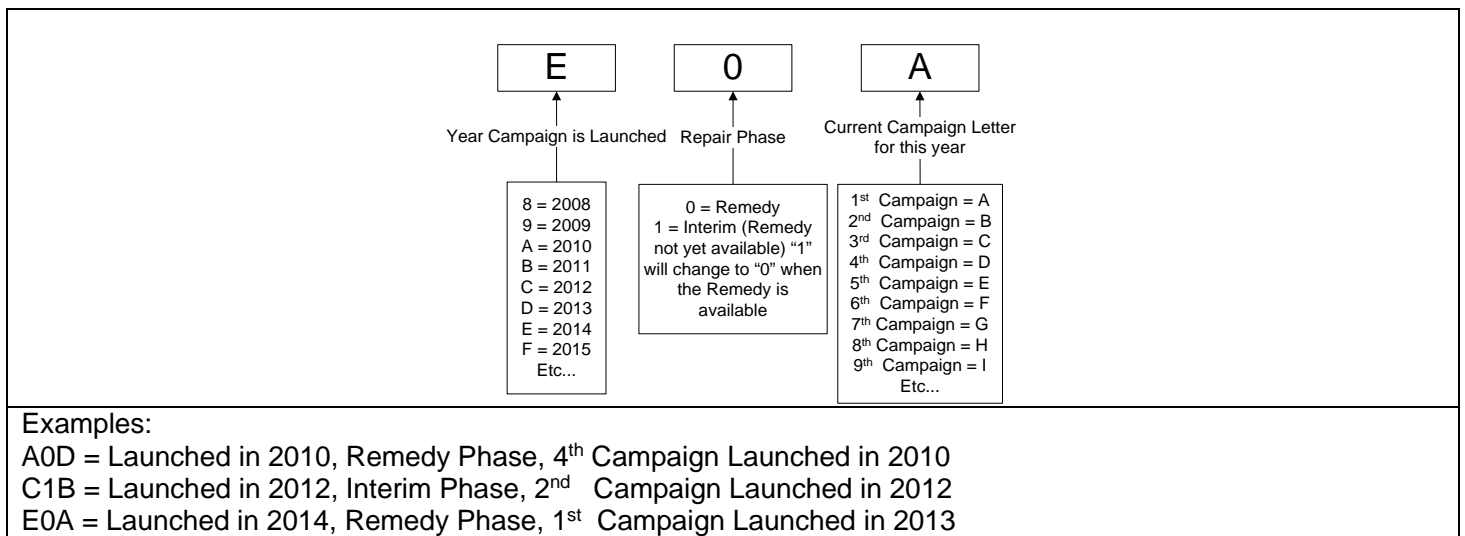 E
0
A
Year Campaign is Launched
Repair Phase
Current Campaign Letter
for this year
8 = 2008
9 = 2009
A = 2010
B = 2011
C = 2012
D = 2013
E = 2014
F = 2015
Etc...
0 = Remedy
1 = Interim (Remedy
not yet available) “1”
will change to “0” when
the Remedy is
available
1st Campaign = A
2nd Campaign = B
3rd Campaign = C
4th Campaign = D
5th Campaign = E
6th Campaign = F
7th Campaign = G
8th Campaign = H
9th Campaign = I
Etc...
Examples:
A0D = Launched in 2010, Remedy Phase, 4th Campaign Launched in 2010
C1B = Launched in 2012, Interim Phase, 2nd Campaign Launched in 2012
E0A = Launched in 2014, Remedy Phase, 1st Campaign Launched in 2013